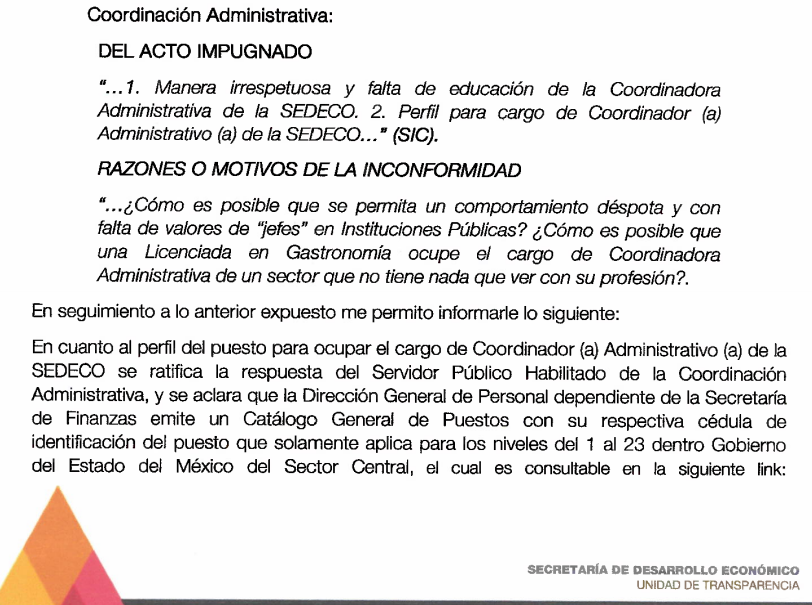 Coordinación Administrativa:
DEL ACTO IMPUGNADO
"...1. Manera irrespetuosa y falta de educación de la Coordinadora
Administrativa de la SEDECO. 2. Perfil para cargo de Coordinador (a)
Administrativo (a) de la SEDECO..." (SIC).
RAZONES O MOTIVOS DE LA INCONFORMIDAD
"...¿Cómo es posible que se permita un comportamiento déspota y con
falta de valores de "jefes" en Instituciones Públicas? ¿Cómo es posible que
una Licenciada en Gastronomía ocupe el cargo de Coordinadora
Administrativa de un sector que no tiene nada que ver con su profesión?.
En seguimiento a lo anterior expuesto me permito informarle lo siguiente:
En cuanto al perfil del puesto para ocupar el cargo de Coordinador (a) Administrativo (a) de la
SEDECO se ratifica la respuesta del Servidor Público Habilitado de la Coordinación
Administrativa, y se aclara que la Dirección General de Personal dependiente de la Secretaría
de Finanzas emite un Catálogo General de Puestos con su respectiva cédula de
identificación del puesto que solamente aplica para los niveles del 1 al 23 dentro Gobierno
del Estado del México del Sector Central, el cual es consultable en la siguiente link:
SECRETARÍA DE DESARROLLO ECONÓMICO
UNIDAD DE TRANSPARENCIA